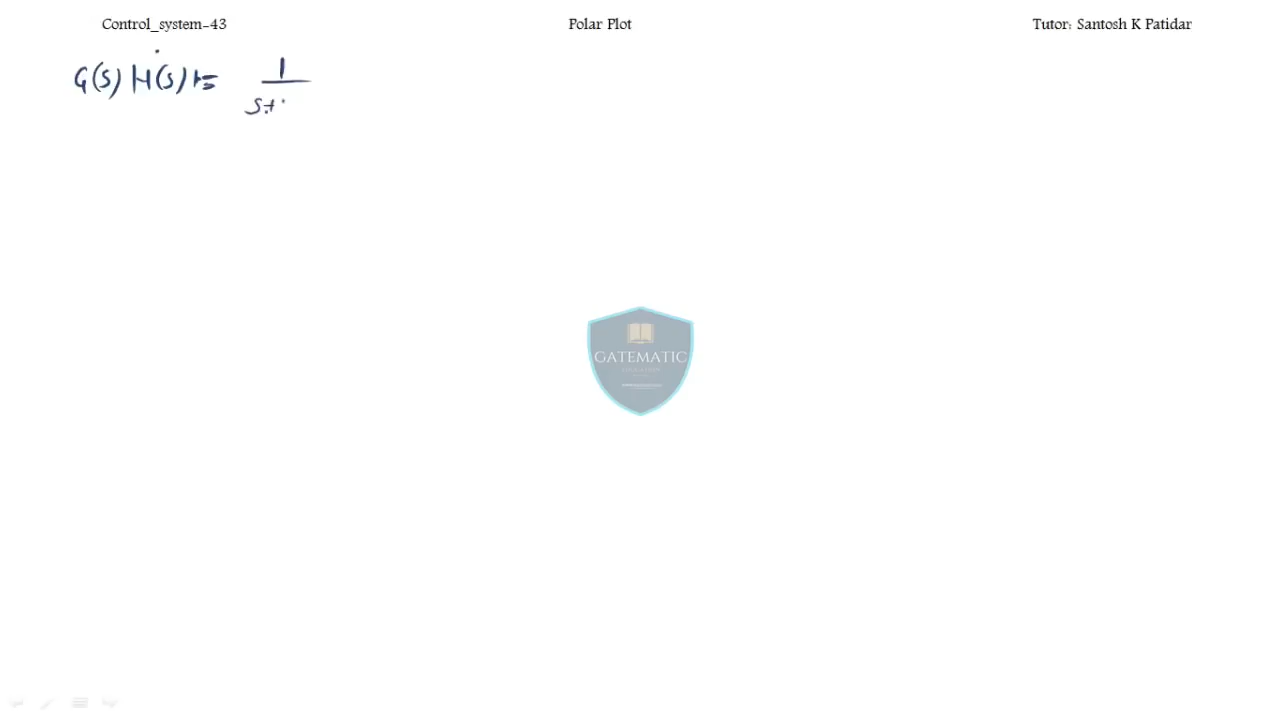 Control_system-43 Polar Plot Tutor: Santosh K Patidar
G(S) H(S) = 1
S+
GATEMATIC